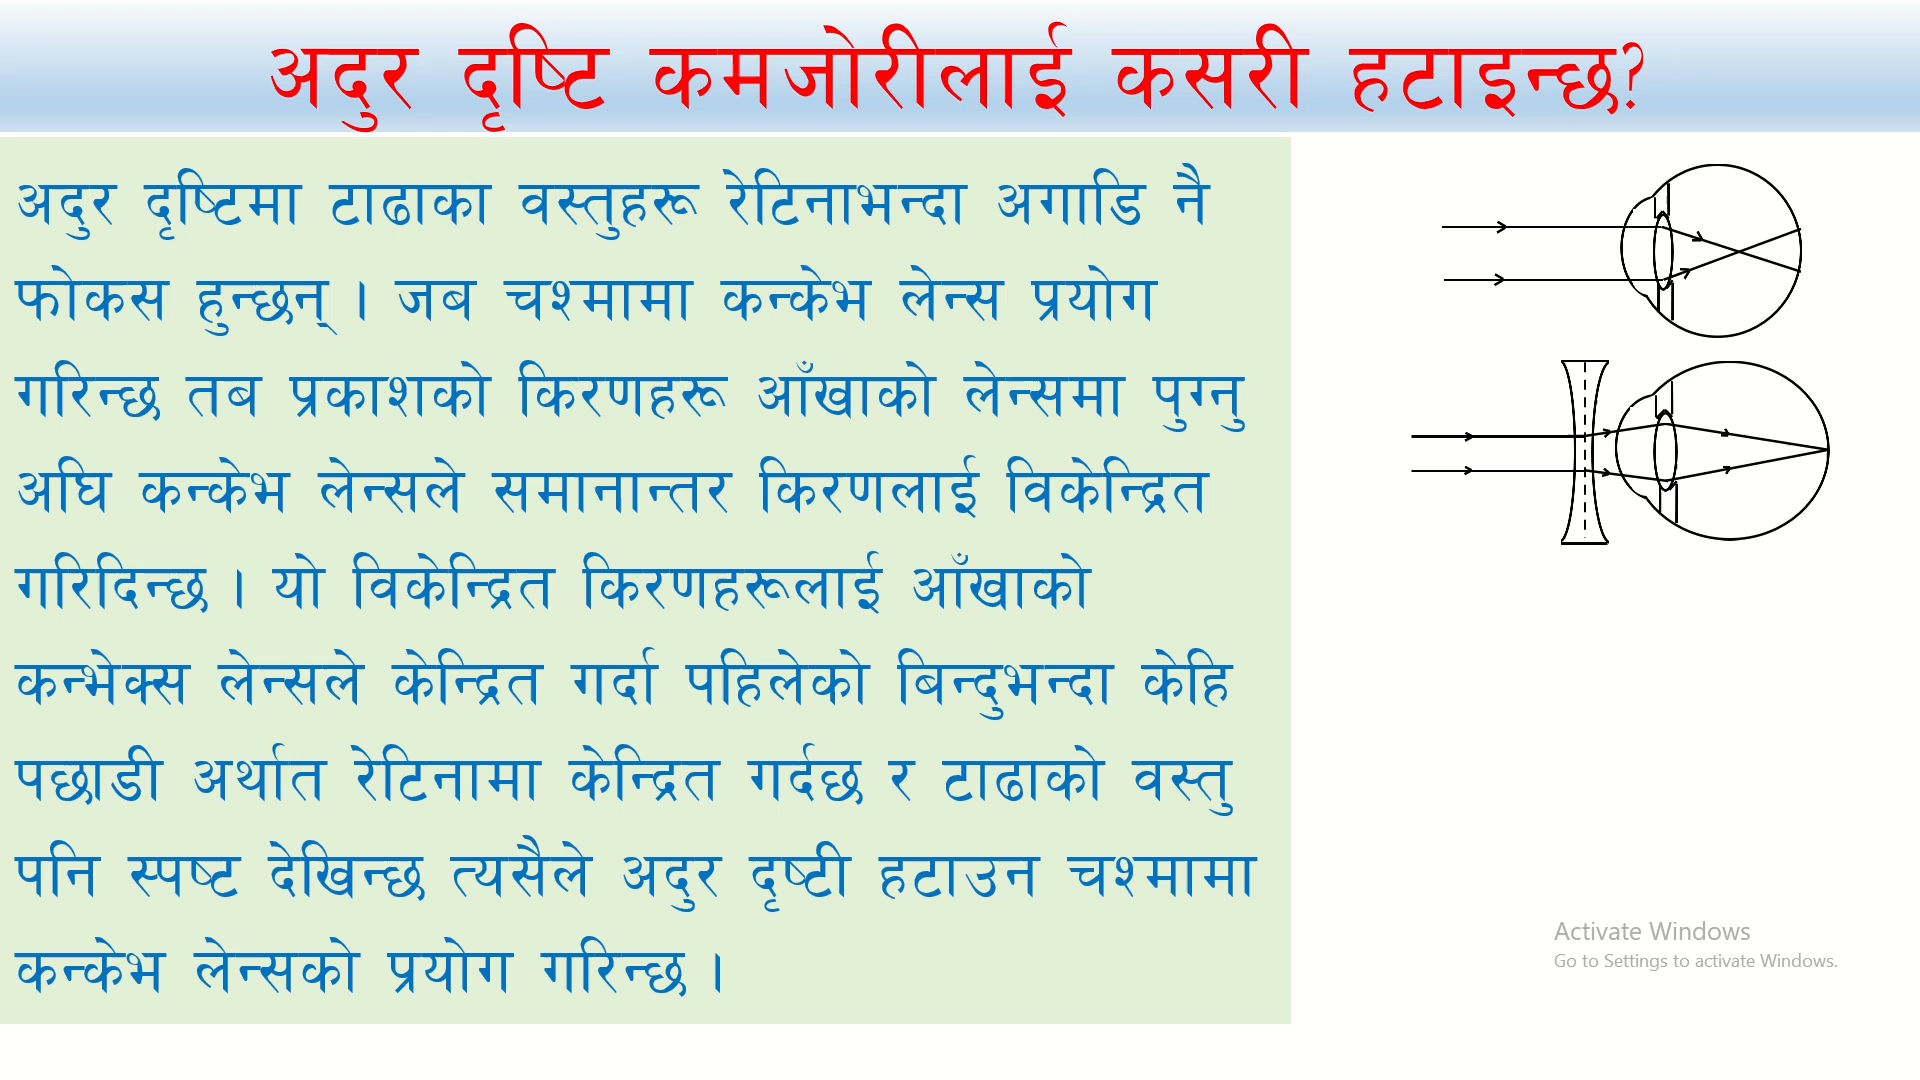 अदुर दृष्टि कमजोरीलाई कसरी हटाइन्छ?
अदुर दृष्टिमा टाढाका वस्तुहरू रेटिनाभन्दा अगाडि नै
फोकस हुन्छन् । जब चश्मामा कन्केभ लेन्स प्रयोग
गरिन्छ तब प्रकाशको किरणहरू आँखाको लेन्समा पुग्नु
अघि कन्केभ लेन्सले समानान्तर किरणलाई विकेन्द्रित
गरिदिन्छ । यो विकेन्द्रित किरणहरूलाई आँखाको
कन्भेक्स लेन्सले केन्द्रित गर्दा पहिलेको बिन्दुभन्दा केहि
पछाडी अर्थात रेटिनामा केन्द्रित गर्दछ र टाढाको वस्तु
पनि स्पष्ट देखिन्छ त्यसैले अदुर दृष्टी हटाउन चश्मामा
कन्केभ लेन्सको प्रयोग गरिन्छ ।
Activate Windows
Go to Settings to activate Windows.